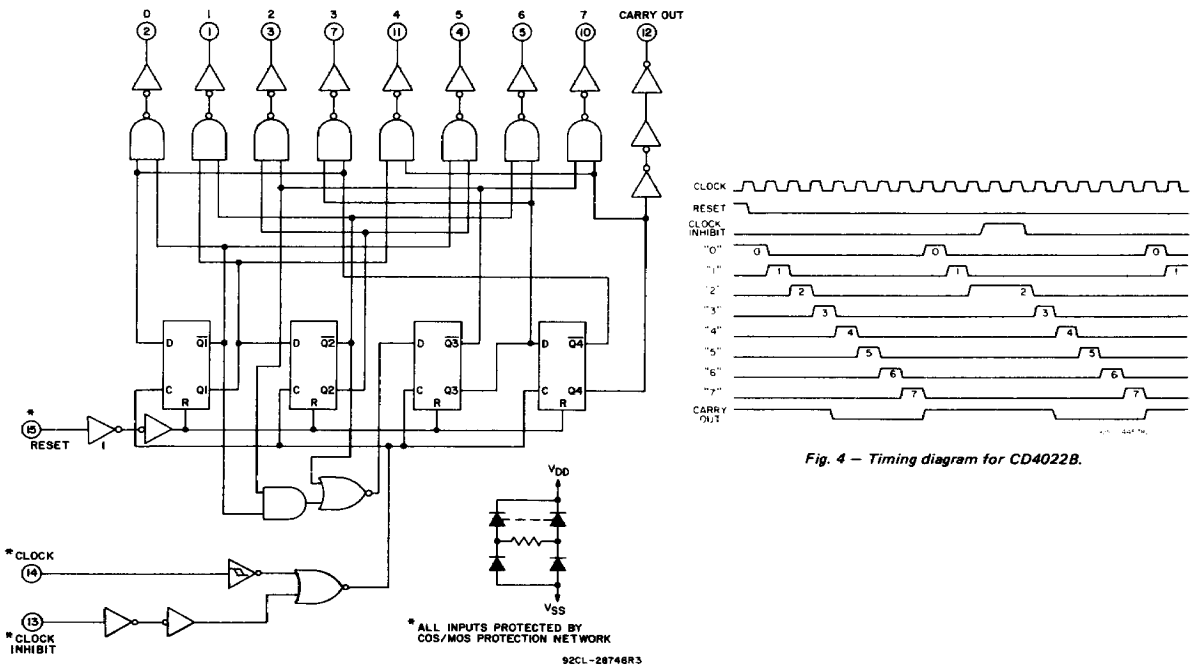 0 1 2 3 4 5 6 7 CARRY OUT
2 1 3 7 11 4 5 10 12
D Q1 D Q2 D Q3 D Q4
C Q1 C Q2 C Q3 C Q4
R R R R
*
15
RESET
1
* CLOCK
14
13
* CLOCK
INHIBIT
VDD
VSS
* ALL INPUTS PROTECTED BY
COS/MOS PROTECTION NETWORK
92CL-28746R3
CLOCK
RESET
CLOCK
INHIBIT
"0" 0 0 0
"1" 1 1 1
"2" 2 2
"3" 3 3
"4" 4 4
"5" 5 5
"6" 6 6
"7" 7 7
CARRY
OUT
Fig. 4 — Timing diagram for CD4022B.